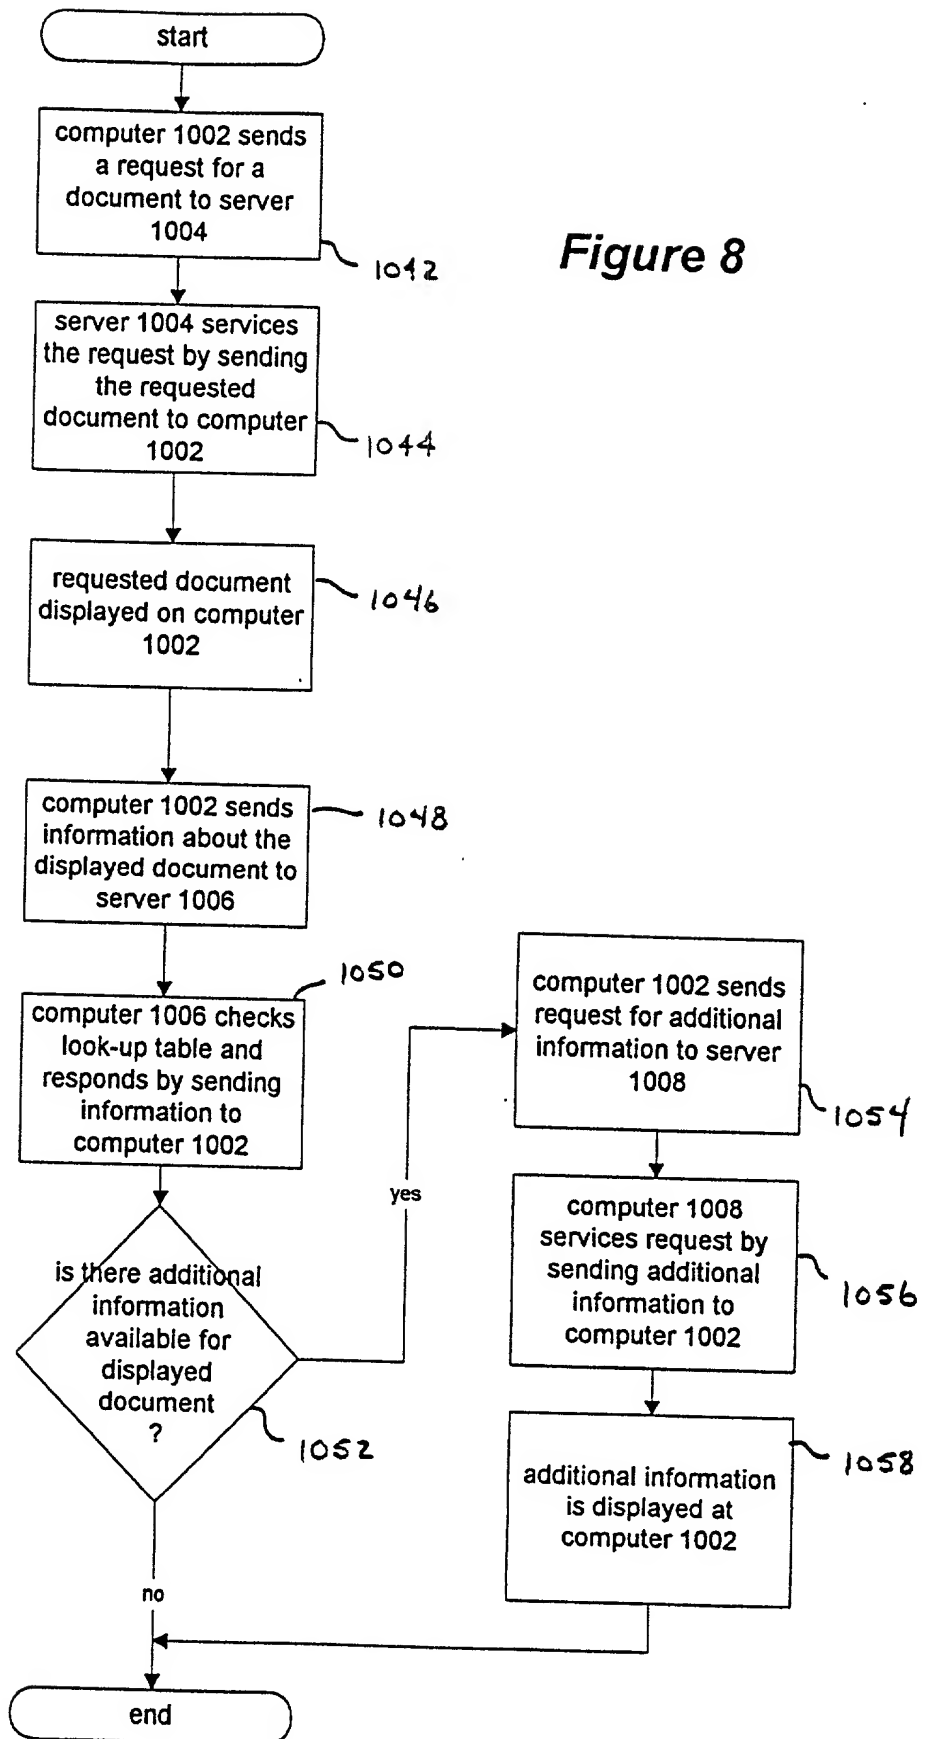 start
computer 1002 sends
a request for a
document to server
1004
1042
Figure 8
server 1004 services
the request by sending
the requested
document to computer
1002
1044
requested document
displayed on computer
1002
1046
computer 1002 sends
information about the
displayed document to
server 1006
1048
computer 1006 checks
look-up table and
responds by sending
information to
computer 1002
1050
is there additional
information
available for
displayed
document
?
1052
yes
no
computer 1002 sends
request for additional
information to server
1008
1054
computer 1008
services request by
sending additional
information to
computer 1002
1056
additional information
is displayed at
computer 1002
1058
end